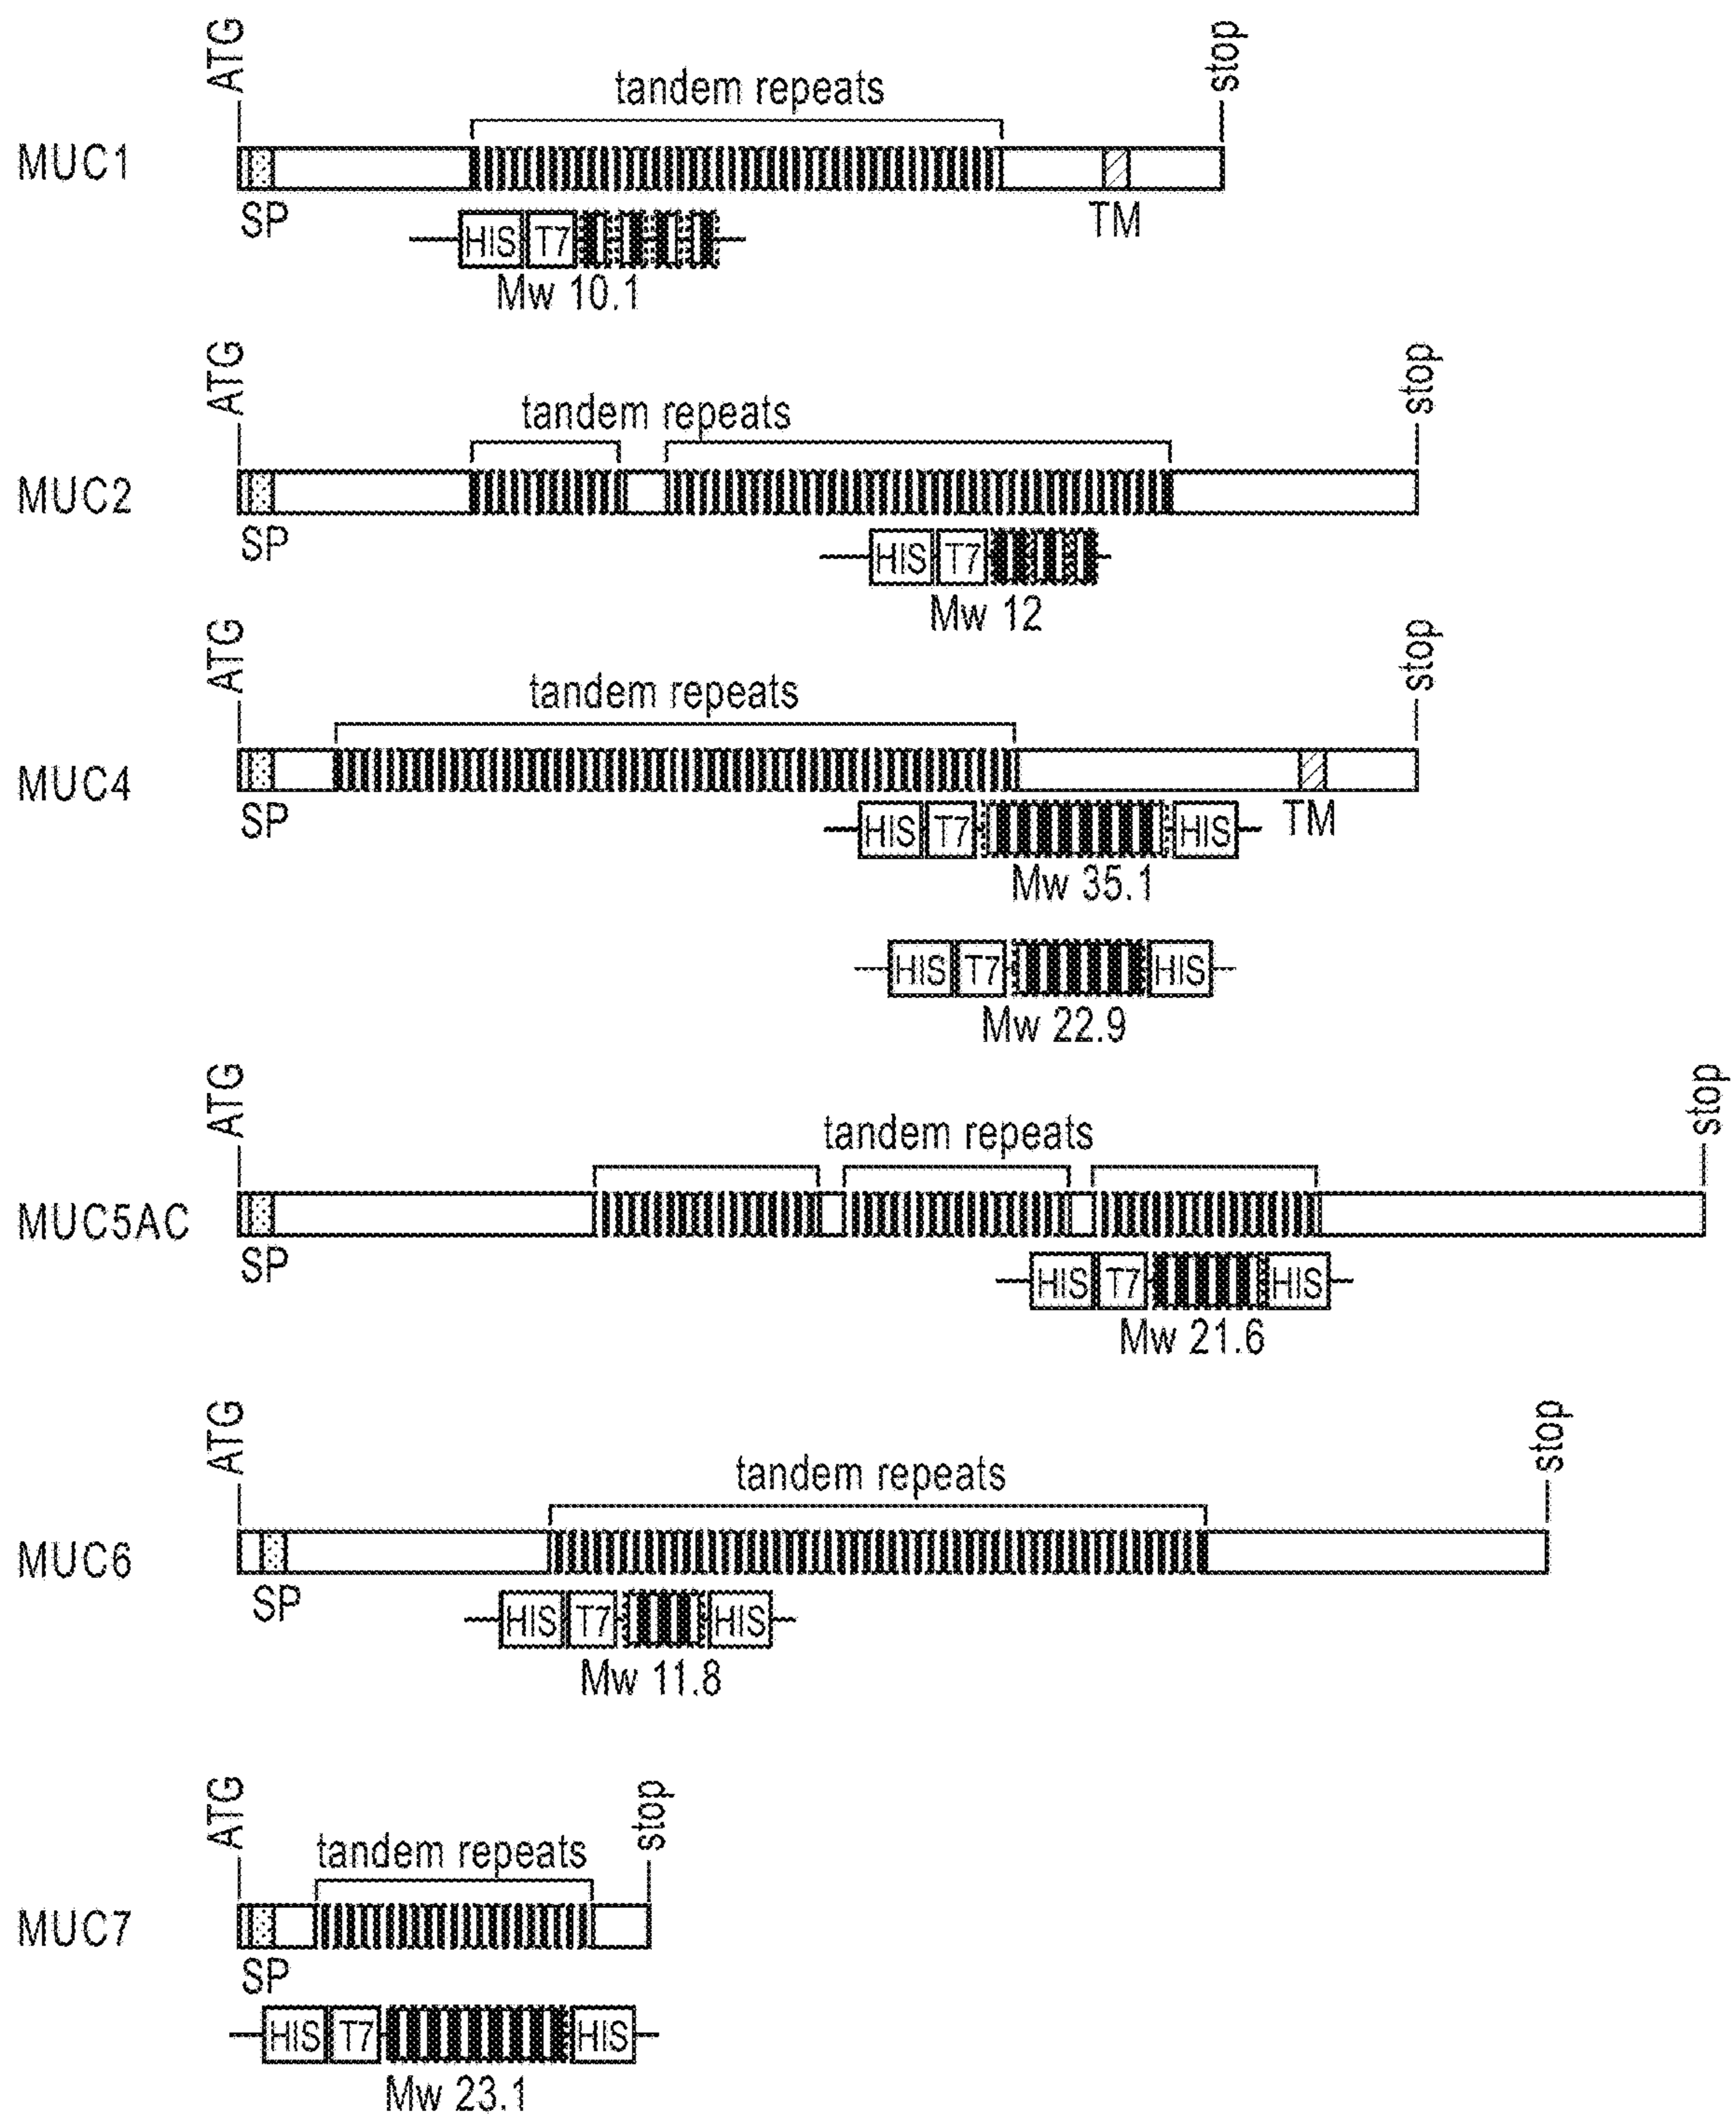 ATG
stop
tandem repeats
MUC1
SP
TM
HIS T7
Mw 10.1
ATG
stop
tandem repeats
MUC2
SP
HIS T7
Mw 12
ATG
stop
tandem repeats
MUC4
SP
TM
HIS T7 HIS
Mw 35.1
HIS T7 HIS
Mw 22.9
ATG
stop
tandem repeats
MUC5AC
SP
HIS T7 HIS
Mw 21.6
ATG
stop
tandem repeats
MUC6
SP
HIS T7 HIS
Mw 11.8
ATG
stop
tandem repeats
MUC7
SP
HIS T7 HIS
Mw 23.1